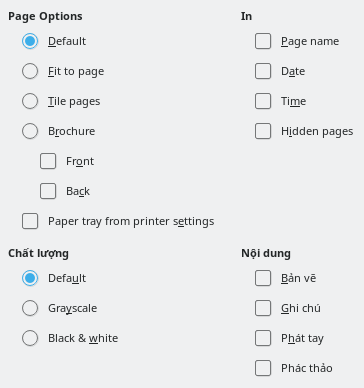 Page Options
Default
Fit to page
Tile pages
Brochure
Front
Back
Paper tray from printer settings
In
Page name
Date
Time
Hidden pages
Chất lượng
Default
Grayscale
Black & white
Nội dung
Bản vẽ
Ghi chú
Phát tay
Phác thảo